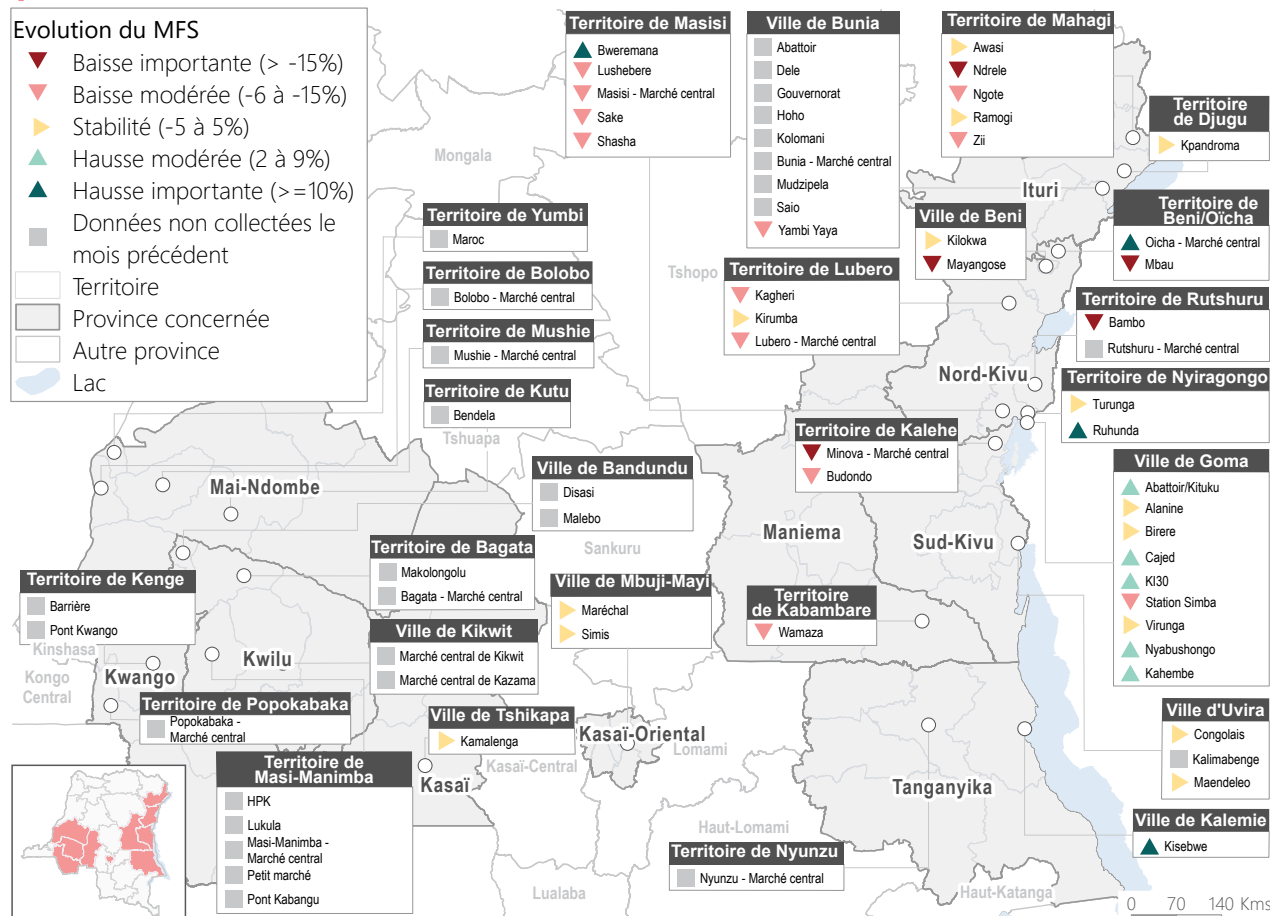 Evolution du MFS
Baisse importante (> -15%)
Baisse modérée (-6 à -15%)
Stabilité (-5 à 5%)
Hausse modérée (2 à 9%)
Hausse importante (>=10%)
Données non collectées le
mois précédent
Territoire
Province concernée
Autre province
Lac
Territoire de Masisi
Bweremana
Lushebere
Masisi - Marché central
Sake
Shasha
Ville de Bunia
Abattoir
Dele
Gouvernorat
Hoho
Kolomani
Bunia - Marché central
Mudzipela
Saio
Yambi Yaya
Territoire de Mahagi
Awasi
Ndrele
Ngote
Ramogi
Zii
Territoire
de Djugu
Kpandroma
Mongala
Ituri
Territoire de Yumbi
Maroc
Ville de Beni
Kilokwa
Mayangose
Territoire de
Beni/Oïcha
Oicha - Marché central
Mbau
Tshopo
Territoire de Bolobo
Bolobo - Marché central
Territoire de Lubero
Kagheri
Kirumba
Lubero - Marché central
Territoire de Rutshuru
Bambo
Rutshuru - Marché central
Territoire de Mushie
Mushie - Marché central
Nord-Kivu
Territoire de Nyiragongo
Turunga
Ruhunda
Territoire de Kutu
Bendela
Tshuapa
Territoire de Kalehe
Minova - Marché central
Budondo
Ville de Goma
Abattoir/Kituku
Alanine
Birere
Cajed
KI30
Station Simba
Virunga
Nyabushongo
Kahembe
Ville de Bandundu
Disasi
Malebo
Mai-Ndombe
Sankuru
Maniema
Sud-Kivu
Territoire de Bagata
Makolongolu
Bagata - Marché central
Territoire de Kenge
Barrière
Pont Kwango
Ville de Mbuji-Mayi
Maréchal
Simis
Territoire
de Kabambare
Wamaza
Kinshasa
Kongo
Central
Kwango
Kwilu
Ville de Kikwit
Marché central de Kikwit
Marché central de Kazama
Territoire de Popokabaka
Popokabaka -
Marché central
Ville de Tshikapa
Kamalenga
Kasaï-Oriental
Lomami
Kasaï-Central
Kasaï
Ville d'Uvira
Congolais
Kalimabenge
Maendeleo
Territoire de
Masi-Manimba
HPK
Lukula
Masi-Manimba -
Marché central
Petit marché
Pont Kabangu
Tanganyika
Haut-Lomami
Ville de Kalemie
Kisebwe
Territoire de Nyunzu
Nyunzu - Marché central
Lualaba
Haut-Katanga
0 70 140 Kms